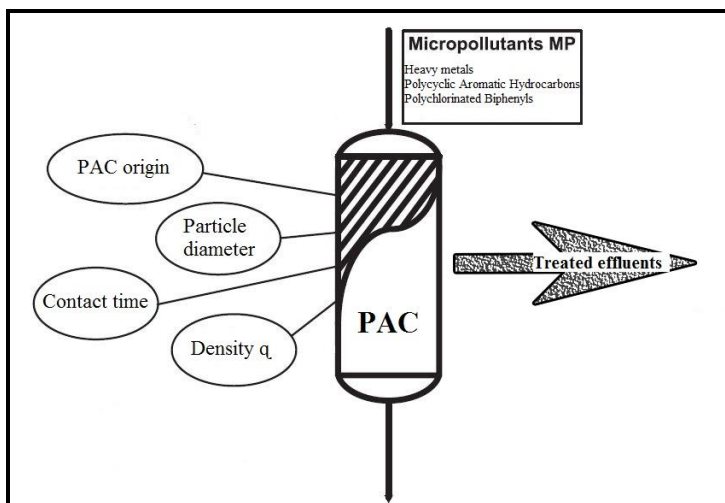 Micropollutants MP
Heavy metals
Polycyclic Aromatic Hydrocarbons
Polychlorinated Biphenyls
PAC origin
Particle
diameter
Contact time
Density q
PAC
Treated effluents